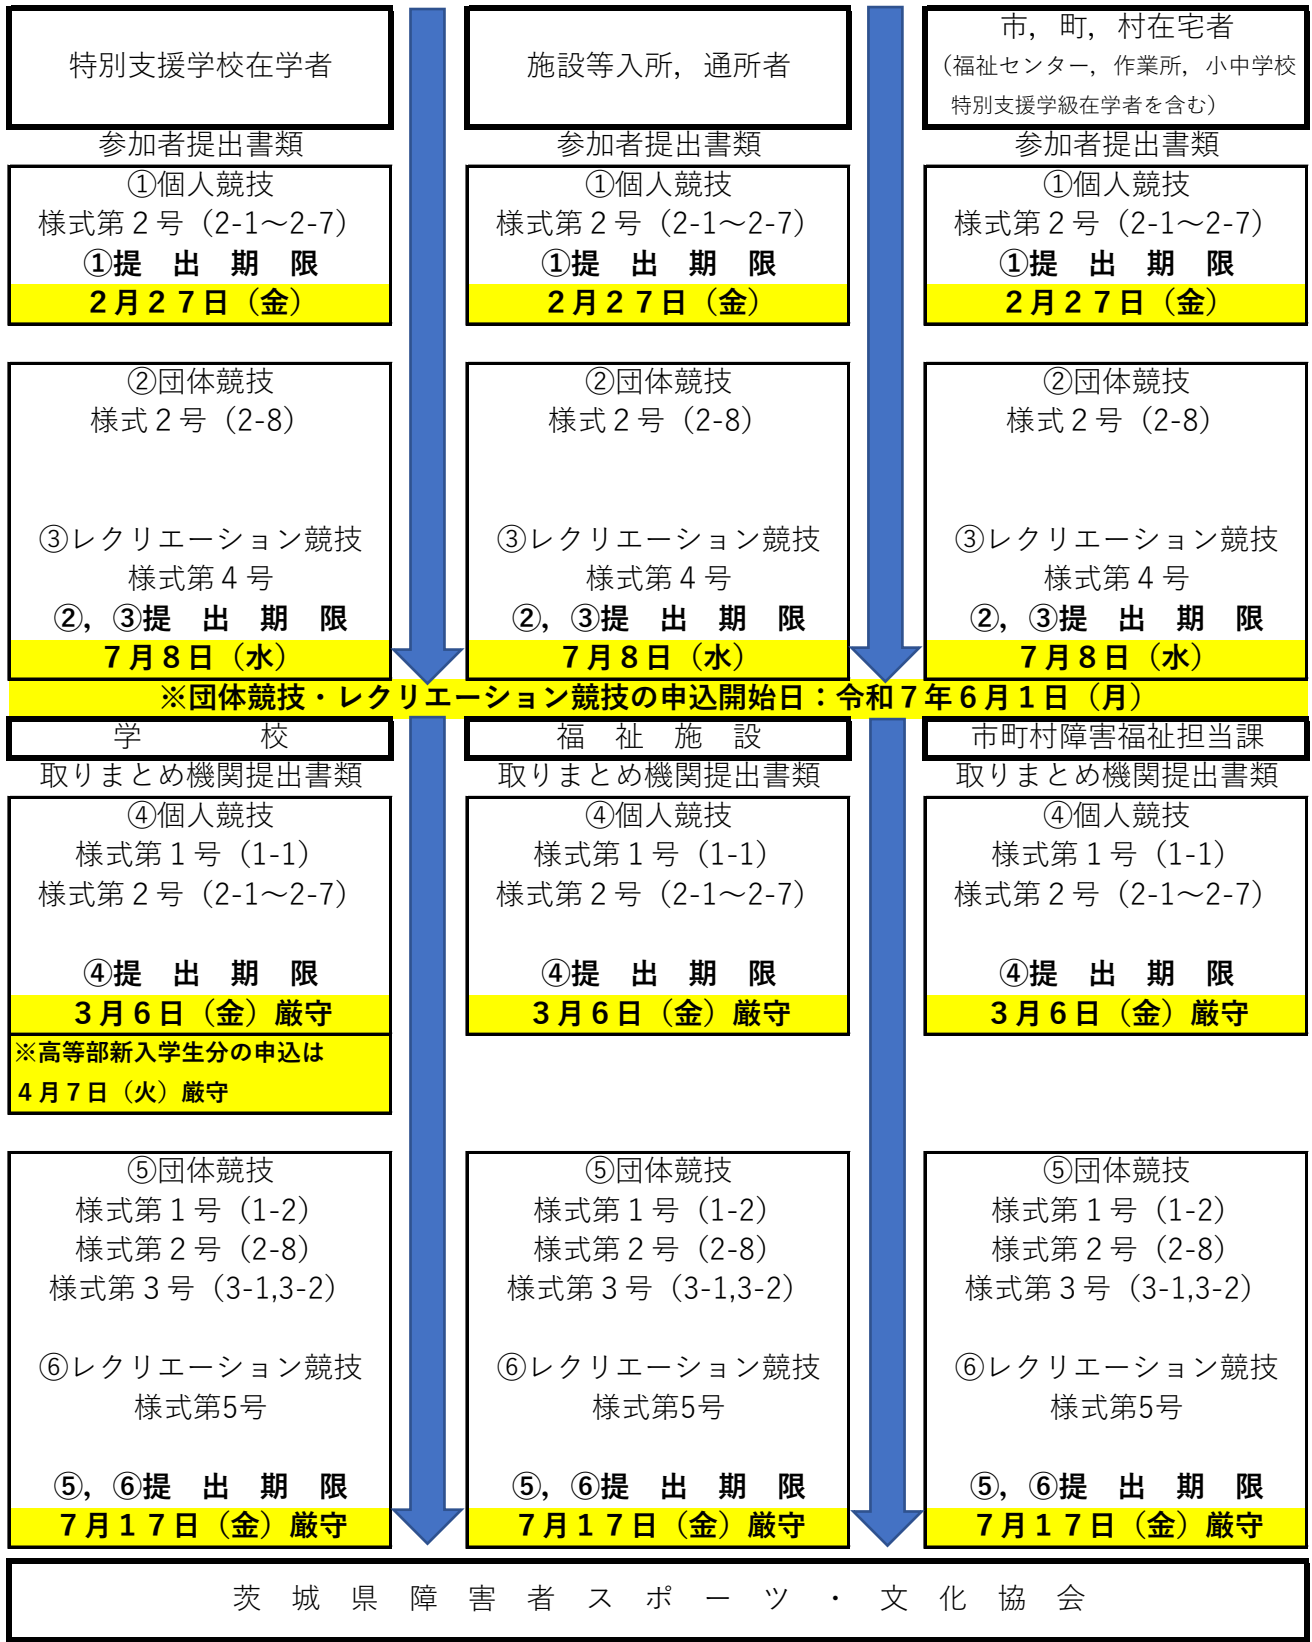 特別支援学校在学者
参加者提出書類
①個人競技
様式第２号（2-1～2-7）
①提　出　期　限
２月２７日（金）
②団体競技
様式２号（2-8）
③レクリエーション競技
様式第４号
②，③提　出　期　限
７月８日（水）
施設等入所，通所者
参加者提出書類
①個人競技
様式第２号（2-1～2-7）
①提　出　期　限
２月２７日（金）
②団体競技
様式２号（2-8）
③レクリエーション競技
様式第４号
②，③提　出　期　限
７月８日（水）
市，町，村在宅者
（福祉センター，作業所，小中学校
特別支援学級在学者を含む）
参加者提出書類
①個人競技
様式第２号（2-1～2-7）
①提　出　期　限
２月２７日（金）
②団体競技
様式２号（2-8）
③レクリエーション競技
様式第４号
②，③提　出　期　限
７月８日（水）
※団体競技・レクリエーション競技の申込開始日：令和７年６月１日（月）
学　　　　校
取りまとめ機関提出書類
④個人競技
様式第１号（1-1）
様式第２号（2-1～2-7）
④提　出　期　限
３月６日（金）厳守
※高等部新入学生分の申込は
４月７日（火）厳守
⑤団体競技
様式第１号（1-2）
様式第２号（2-8）
様式第３号（3-1,3-2）
⑥レクリエーション競技
様式第5号
⑤，⑥提　出　期　限
７月１７日（金）厳守
福　祉　施　設
取りまとめ機関提出書類
④個人競技
様式第１号（1-1）
様式第２号（2-1～2-7）
④提　出　期　限
３月６日（金）厳守
⑤団体競技
様式第１号（1-2）
様式第２号（2-8）
様式第３号（3-1,3-2）
⑥レクリエーション競技
様式第5号
⑤，⑥提　出　期　限
７月１７日（金）厳守
市町村障害福祉担当課
取りまとめ機関提出書類
④個人競技
様式第１号（1-1）
様式第２号（2-1～2-7）
④提　出　期　限
３月６日（金）厳守
⑤団体競技
様式第１号（1-2）
様式第２号（2-8）
様式第３号（3-1,3-2）
⑥レクリエーション競技
様式第5号
⑤，⑥提　出　期　限
７月１７日（金）厳守
茨　城　県　障　害　者　ス　ポ　ー　ツ　・　文　化　協　会